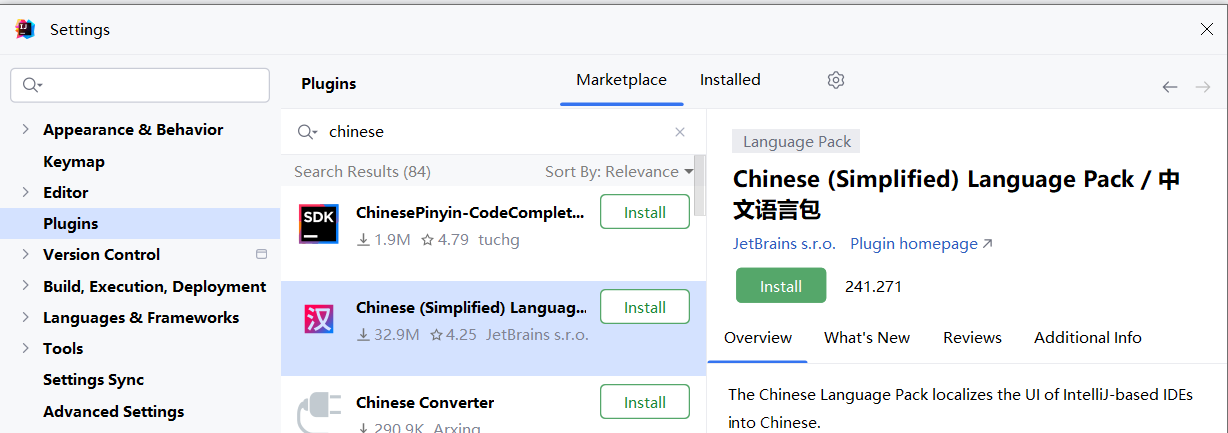 Settings
Plugins
Marketplace
Installed
Appearance & Behavior
Keymap
Editor
Plugins
Version Control
Build, Execution, Deployment
Languages & Frameworks
Tools
Settings Sync
Advanced Settings
chinese
Search Results (84)
Sort By: Relevance
SDK
ChinesePinyin-CodeComplet...
Install
1.9M
4.79
tuchg
汉
Chinese (Simplified) Languag...
Install
32.9M
4.25
JetBrains s.r.o.
Chinese Converter
Install
290.9K
Arxing
Language Pack
Chinese (Simplified) Language Pack / 中
文语言包
JetBrains s.r.o.
Plugin homepage
Install
241.271
Overview
What's New
Reviews
Additional Info
The Chinese Language Pack localizes the UI of IntelliJ-based IDEs
into Chinese.